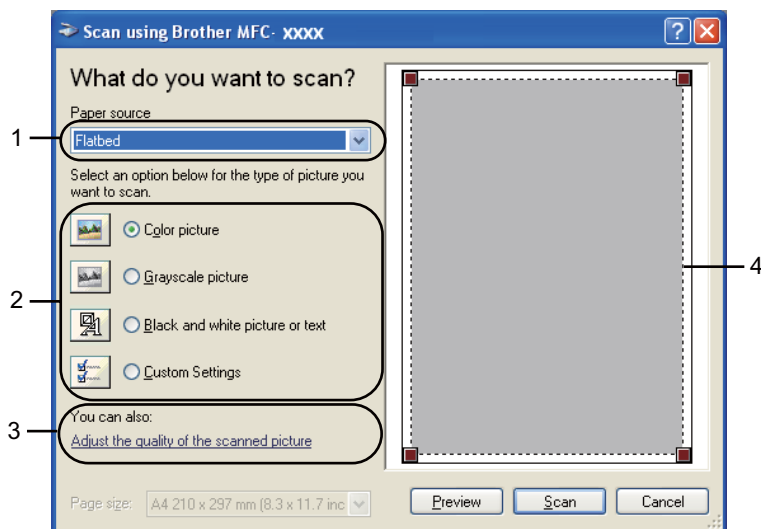 Scan using Brother MFC- XXXX
What do you want to scan?
Paper source
1
Flatbed
Select an option below for the type of picture you
want to scan.
Color picture
4
Grayscale picture
2
Black and white picture or text
Custom Settings
You can also:
3
Adjust the quality of the scanned picture
Page size: A4 210 x 297 mm (8.3 x 11.7 inc
Preview Scan Cancel